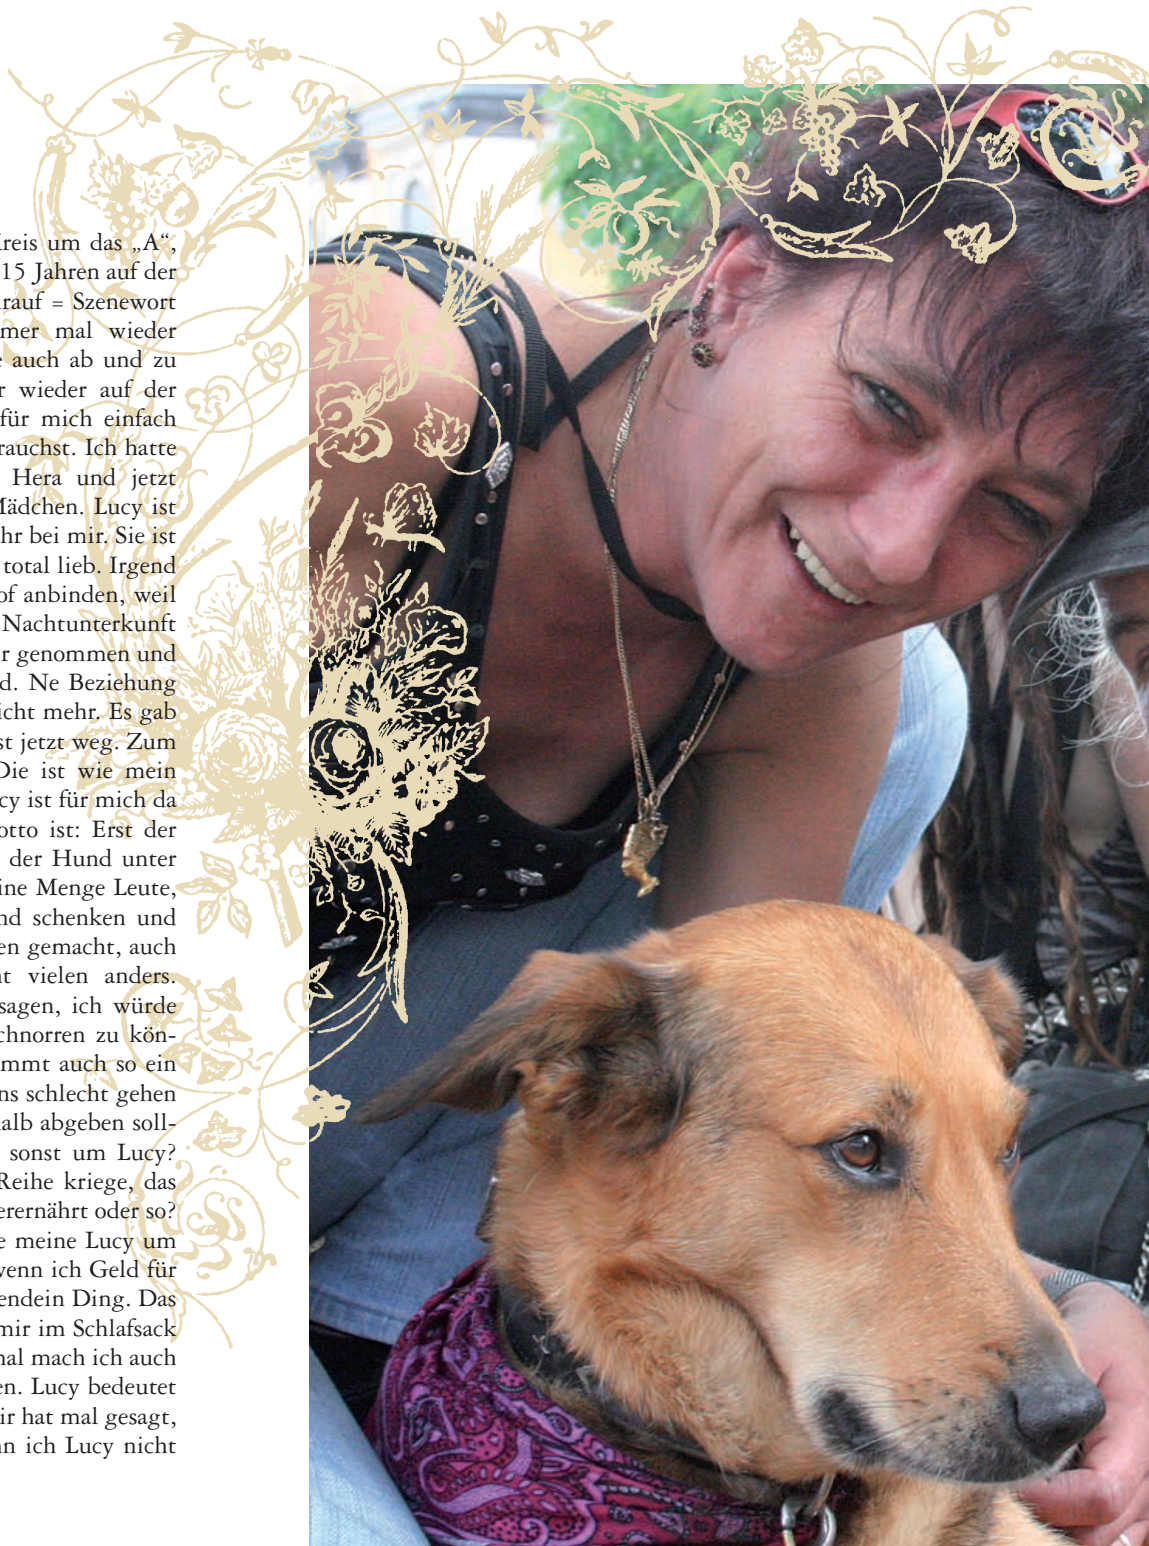 reis um das „A“,
15 Jahren auf der
rauf = Szenewort
mer mal wieder
e auch ab und zu
r wieder auf der
für mich einfach
rauchst. Ich hatte
Hera und jetzt
Mädchen. Lucy ist
hr bei mir. Sie ist
total lieb. Irgend
of anbinden, weil
Nachtunterkunft
r genommen und
d. Ne Beziehung
icht mehr. Es gab
st jetzt weg. Zum
Die ist wie mein
cy ist für mich da
otto ist: Erst der
der Hund unter
ine Menge Leute,
nd schenken und
en gemacht, auch
nt vielen anders.
sagen, ich würde
chnorren zu kön-
mmt auch so ein
ns schlecht gehen
alb abgeben soll-
sonst um Lucy?
Reihe kriege, das
erernährt oder so?
e meine Lucy um
wenn ich Geld für
endein Ding. Das
mir im Schlafsack
nal mach ich auch
en. Lucy bedeutet
ir hat mal gesagt,
nn ich Lucy nicht